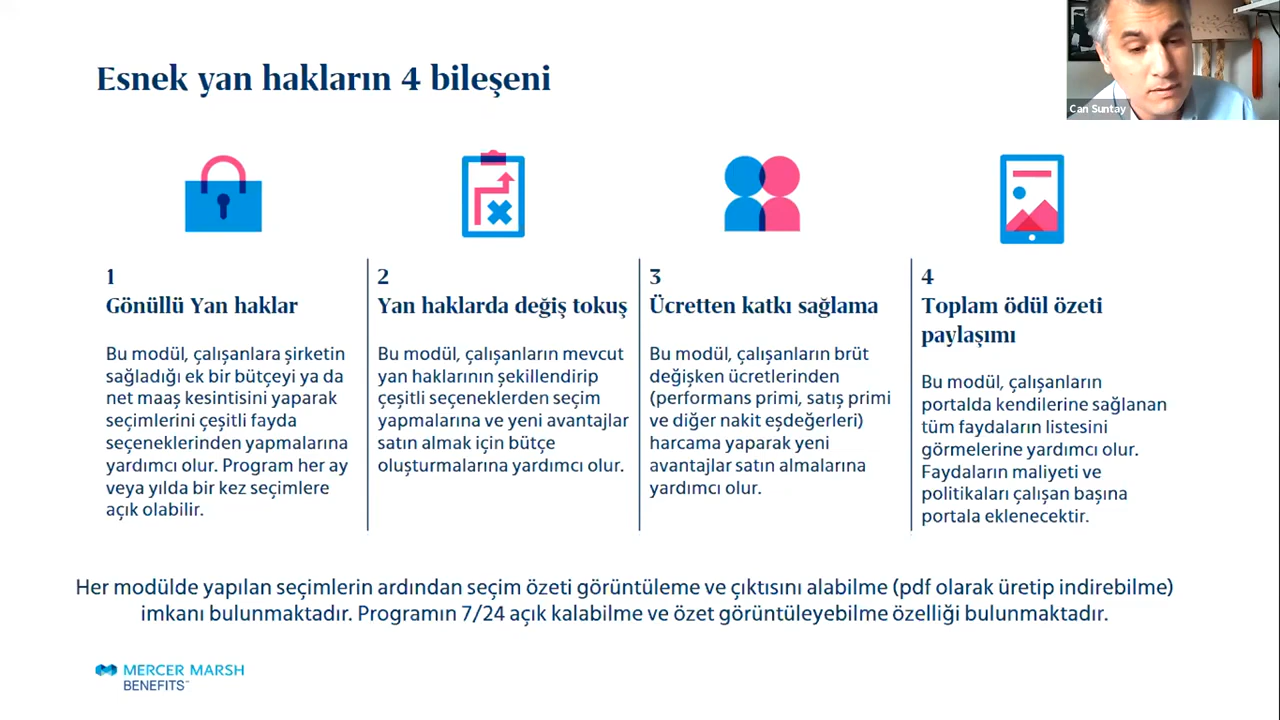 Esnek yan hakların 4 bileşeni
Can Suntay
1
Gönüllü Yan haklar
Bu modül, çalışanlara şirketin
sağladığı ek bir bütçeyi ya da
net maaş kesintisini yaparak
seçimlerini çeşitli fayda
seçeneklerinden yapmalarına
yardımcı olur. Program her ay
veya yılda bir kez seçimlere
açık olabilir.
2
Yan haklarda değiş tokuş
Bu modül, çalışanların mevcut
yan haklarının şekillendirip
çeşitli seçeneklerden seçim
yapmalarına ve yeni avantajlar
satın almak için bütçe
oluşturmalarına yardımcı olur.
3
Ücretten katkı sağlama
Bu modül, çalışanların brüt
değişken ücretlerinden
(performans primi, satış primi
ve diğer nakit eşdeğerleri)
harcama yaparak yeni
avantajlar satın almalarına
yardımcı olur.
4
Toplam ödül özeti
paylaşımı
Bu modül, çalışanların
portalda kendilerine sağlanan
tüm faydaların listesini
görmelerine yardımcı olur.
Faydaların maliyeti ve
politikaları çalışan başına
portala eklenecektir.
Her modülde yapılan seçimlerin ardından seçim özeti görüntüleme ve çıktısını alabilme (pdf olarak üretip indirebilme)
imkanı bulunmaktadır. Programın 7/24 açık kalabilme ve özet görüntüleyebilme özelliği bulunmaktadır.
MERCER MARSH
BENEFITS™